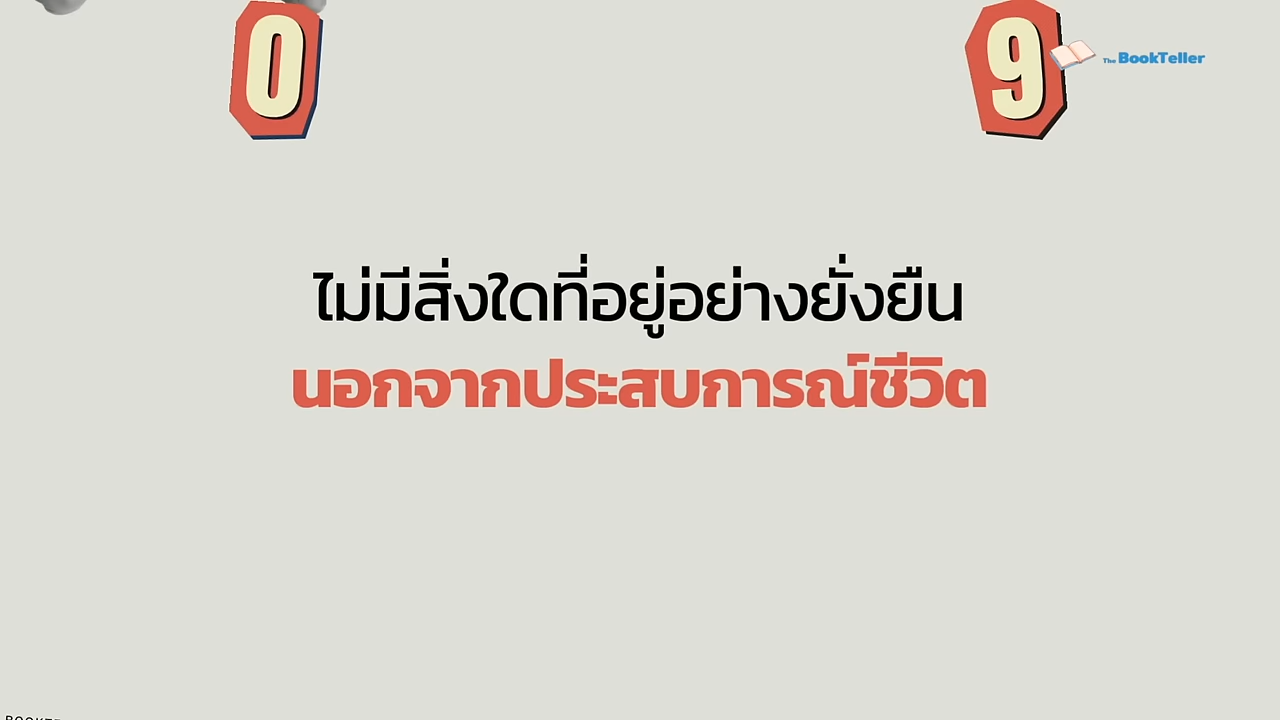 0
9
The BookTeller
ไม่มีสิ่งใดที่อยู่อย่างยั่งยืน
นอกจากประสบการณ์ชีวิต